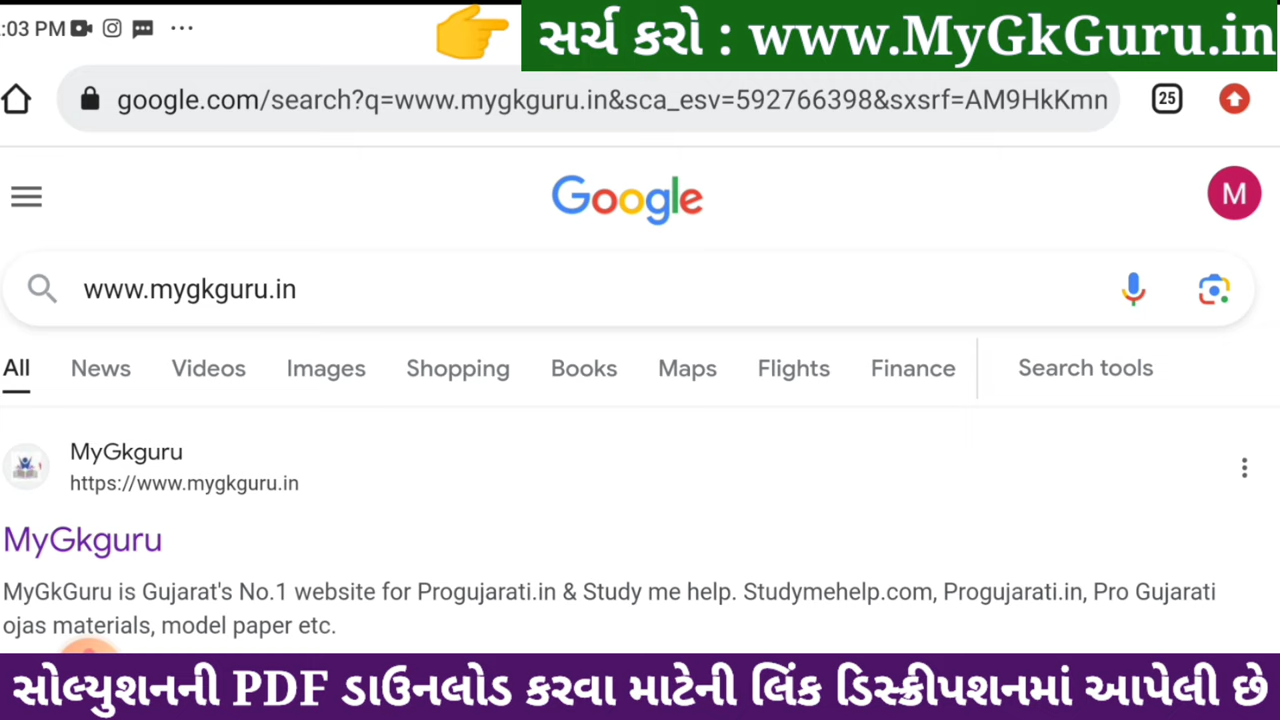 :03 PM
સર્ચ કરો : www.MyGkGuru.in
google.com/search?q=www.mygkguru.in&sca_esv=592766398&sxsrf=AM9HkKmn
25
Google
M
www.mygkguru.in
All News Videos Images Shopping Books Maps Flights Finance Search tools
MyGkguru
https://www.mygkguru.in
MyGkguru
MyGkGuru is Gujarat's No.1 website for Progujarati.in & Study me help. Studymehelp.com, Progujarati.in, Pro Gujarati
ojas materials, model paper etc.
સોલ્યુશનની PDF ડાઉનલોડ કરવા માટેની લિંક ડિસ્ક્રીપશનમાં આપેલી છે